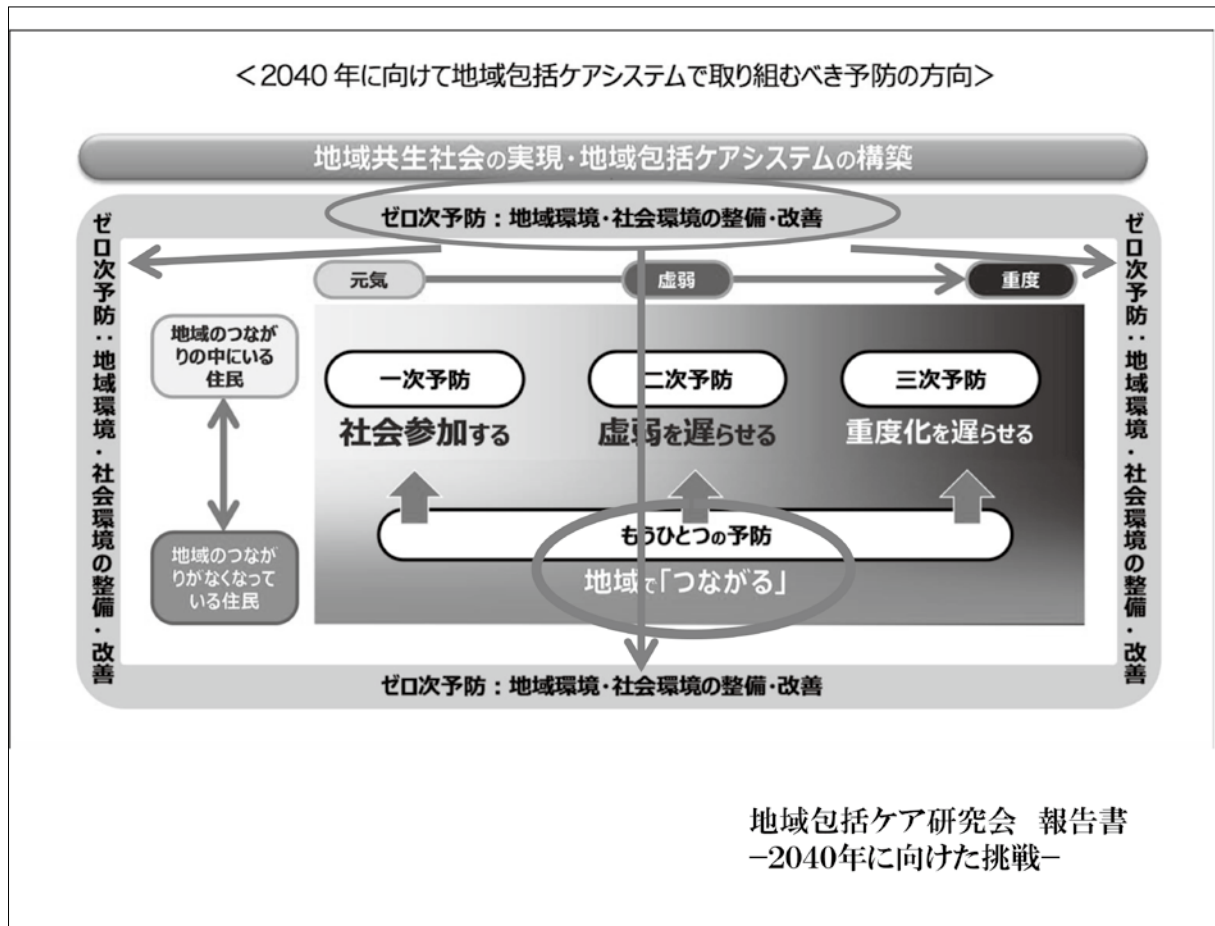 ＜2040 年に向けて地域包括ケアシステムで取り組むべき予防の方向＞
地域共生社会の実現・地域包括ケアシステムの構築
ゼロ次予防：地域環境・社会環境の整備・改善
ゼロ次予防：地域環境・社会環境の整備・改善
元気
虚弱
重度
地域のつなが
りの中にいる
住民
一次予防
社会参加する
二次予防
虚弱を遅らせる
三次予防
重度化を遅らせる
地域のつなが
りがなくなって
いる住民
もうひとつの予防
地域で「つながる」
ゼロ次予防：地域環境・社会環境の整備・改善
ゼロ次予防：地域環境・社会環境の整備・改善
地域包括ケア研究会 報告書
−2040年に向けた挑戦−